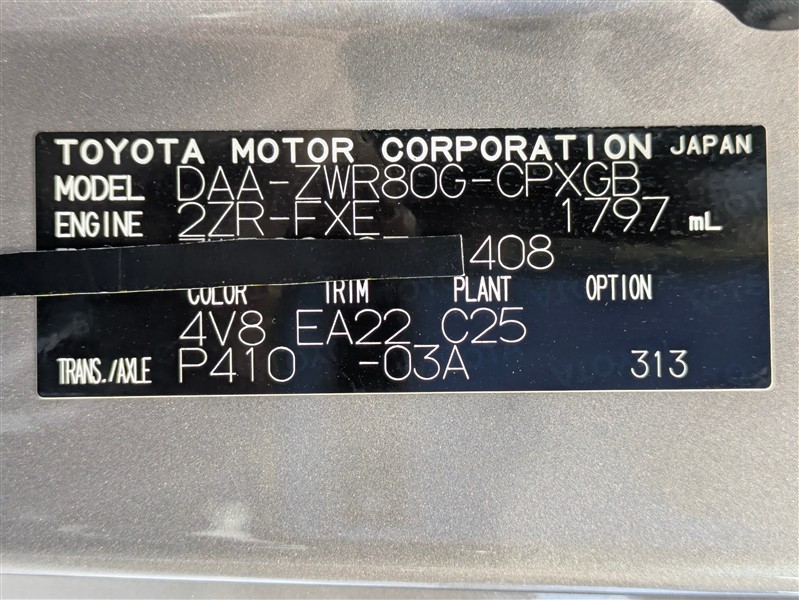 TOYOTA MOTOR CORPORATION JAPAN
MODEL DAA-ZWR80G-CPXGB
ENGINE 2ZR-FXE 1797 mL
408
COLOR TRIM PLANT OPTION
4V8 EA22 C25
TRANS./AXLE P410 -03A 313